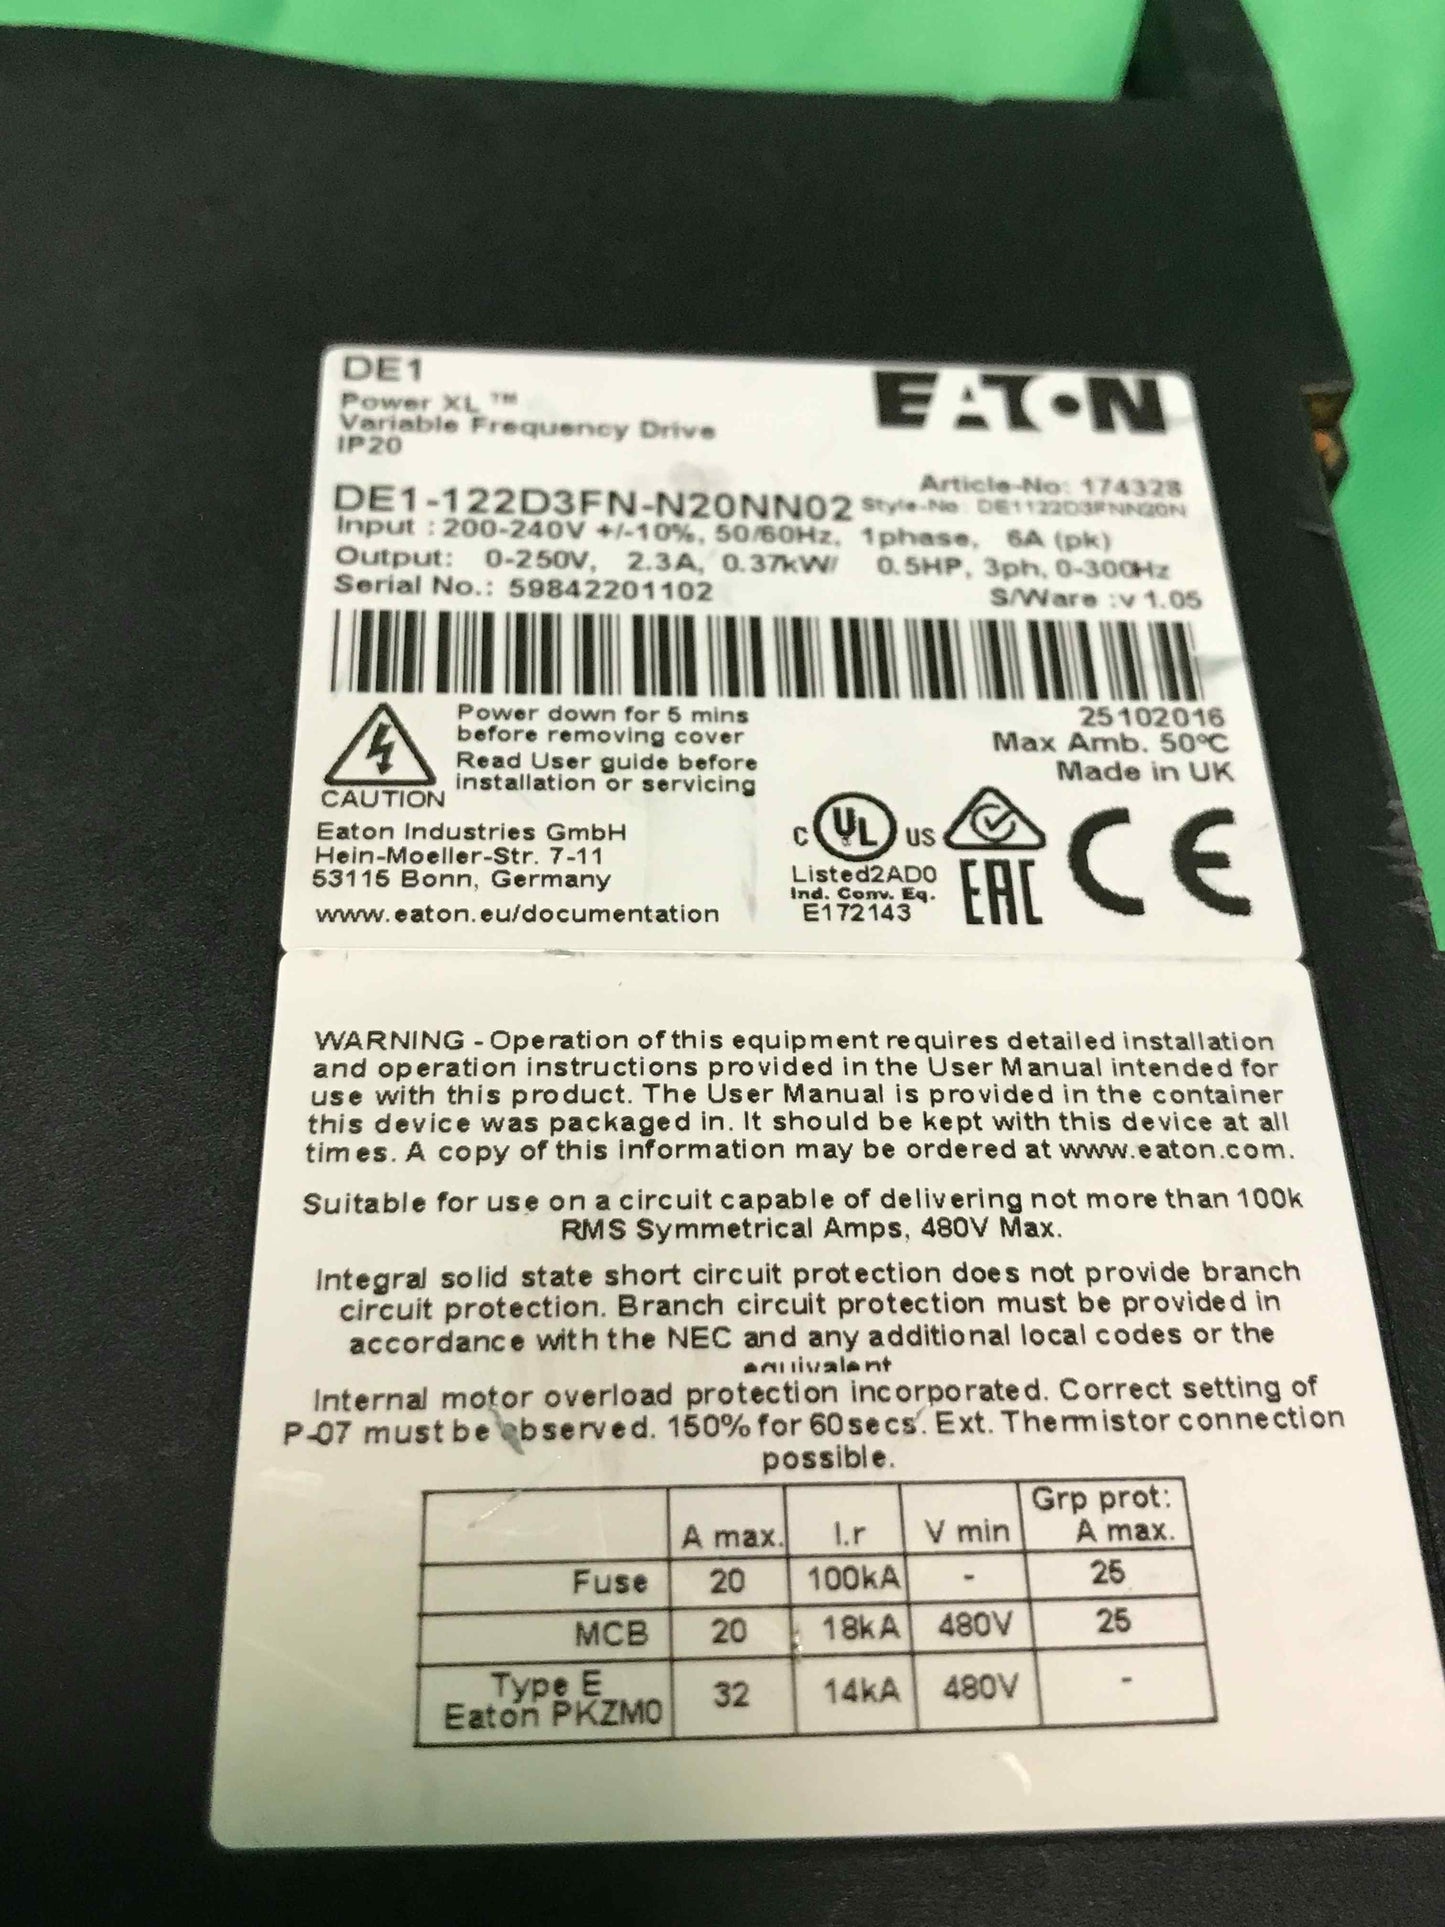 DE1
Power XL ™
Variable Frequency Drive
IP20
EATON
Article-No: 174328
DE1-122D3FN-N20NN02 Style-No: DE1122D3FNN20N
Input : 200-240V +/-10%, 50/60Hz, 1phase, 6A (pk)
Output: 0-250V, 2.3A, 0.37kW/ 0.5HP, 3ph, 0-300Hz
Serial No.: 59842201102
S/Ware :v 1.05
Power down for 5 mins
before removing cover
Read User guide before
installation or servicing
CAUTION
25102016
Max Amb. 50°C
Made in UK
Eaton Industries GmbH
Hein-Moeller-Str. 7-11
53115 Bonn, Germany
www.eaton.eu/documentation
C UL US
Listed2AD0
Ind. Conv. Eq.
E172143
EAC
CE
WARNING - Operation of this equipment requires detailed installation
and operation instructions provided in the User Manual intended for
use with this product. The User Manual is provided in the container
this device was packaged in. It should be kept with this device at all
times. A copy of this information may be ordered at www.eaton.com.
Suitable for use on a circuit capable of delivering not more than 100k
RMS Symmetrical Amps, 480V Max.
Integral solid state short circuit protection does not provide branch
circuit protection. Branch circuit protection must be provided in
accordance with the NEC and any additional local codes or the
equivalent
Internal motor overload protection incorporated. Correct setting of
P-07 must be observed. 150% for 60secs. Ext. Thermistor connection
possible.
A max. I.r V min Grp prot: A max.
Fuse 20 100kA - 25
MCB 20 18kA 480V 25
Type E
Eaton PKZM0 32 14kA 480V -